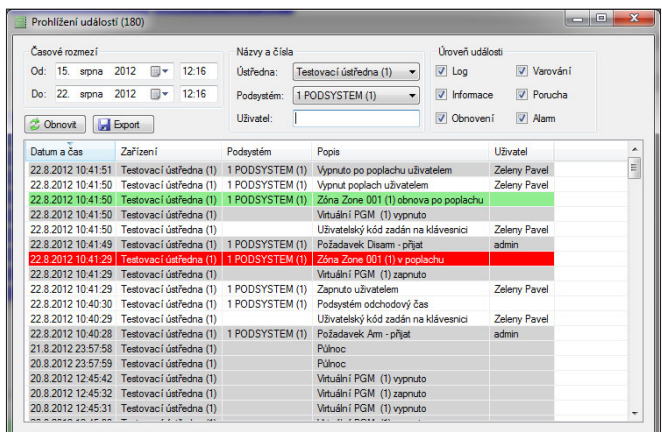 Prohlížení událostí (180)
Časové rozmezí
Názvy a čísla
Úroveň události
Od: 15. srpna 2012 12:16
Ústředna: Testovací ústředna (1)
Log
Varování
Do: 22. srpna 2012 12:16
Podsystém: 1 PODSYSTEM (1)
Informace
Porucha
Obnovit
Export
Uživatel:
Obnovení
Alarm
Datum a čas Zařízení Podsystém Popis Uživatel
22.8.2012 10:41:51 Testovací ústředna (1) 1 PODSYSTEM (1) Vypnuto po poplachu uživatelem Zeleny Pavel
22.8.2012 10:41:50 Testovací ústředna (1) 1 PODSYSTEM (1) Vypnut poplach uživatelem Zeleny Pavel
22.8.2012 10:41:50 Testovací ústředna (1) 1 PODSYSTEM (1) Zóna Zone 001 (1) obnova po poplachu
22.8.2012 10:41:50 Testovací ústředna (1) Virtuální PGM (1) vypnuto
22.8.2012 10:41:50 Testovací ústředna (1) Uživatelský kód zadán na klávesnici Zeleny Pavel
22.8.2012 10:41:49 Testovací ústředna (1) 1 PODSYSTEM (1) Požadavek Disarm - přijat admin
22.8.2012 10:41:29 Testovací ústředna (1) 1 PODSYSTEM (1) Zóna Zone 001 (1) v poplachu
22.8.2012 10:41:29 Testovací ústředna (1) Virtuální PGM (1) zapnuto
22.8.2012 10:41:29 Testovací ústředna (1) 1 PODSYSTEM (1) Zapnuto uživatelem Zeleny Pavel
22.8.2012 10:40:30 Testovací ústředna (1) 1 PODSYSTEM (1) Podsystém odchodový čas
22.8.2012 10:40:29 Testovací ústředna (1) Uživatelský kód zadán na klávesnici Zeleny Pavel
22.8.2012 10:40:28 Testovací ústředna (1) 1 PODSYSTEM (1) Požadavek Arm - přijat admin
21.8.2012 23:57:58 Testovací ústředna (1) Půlnoc
20.8.2012 23:57:59 Testovací ústředna (1) Půlnoc
20.8.2012 12:45:42 Testovací ústředna (1) Virtuální PGM (1) vypnuto
20.8.2012 12:45:32 Testovací ústředna (1) Virtuální PGM (1) zapnuto
20.8.2012 12:45:31 Testovací ústředna (1) Virtuální PGM (1) vypnuto